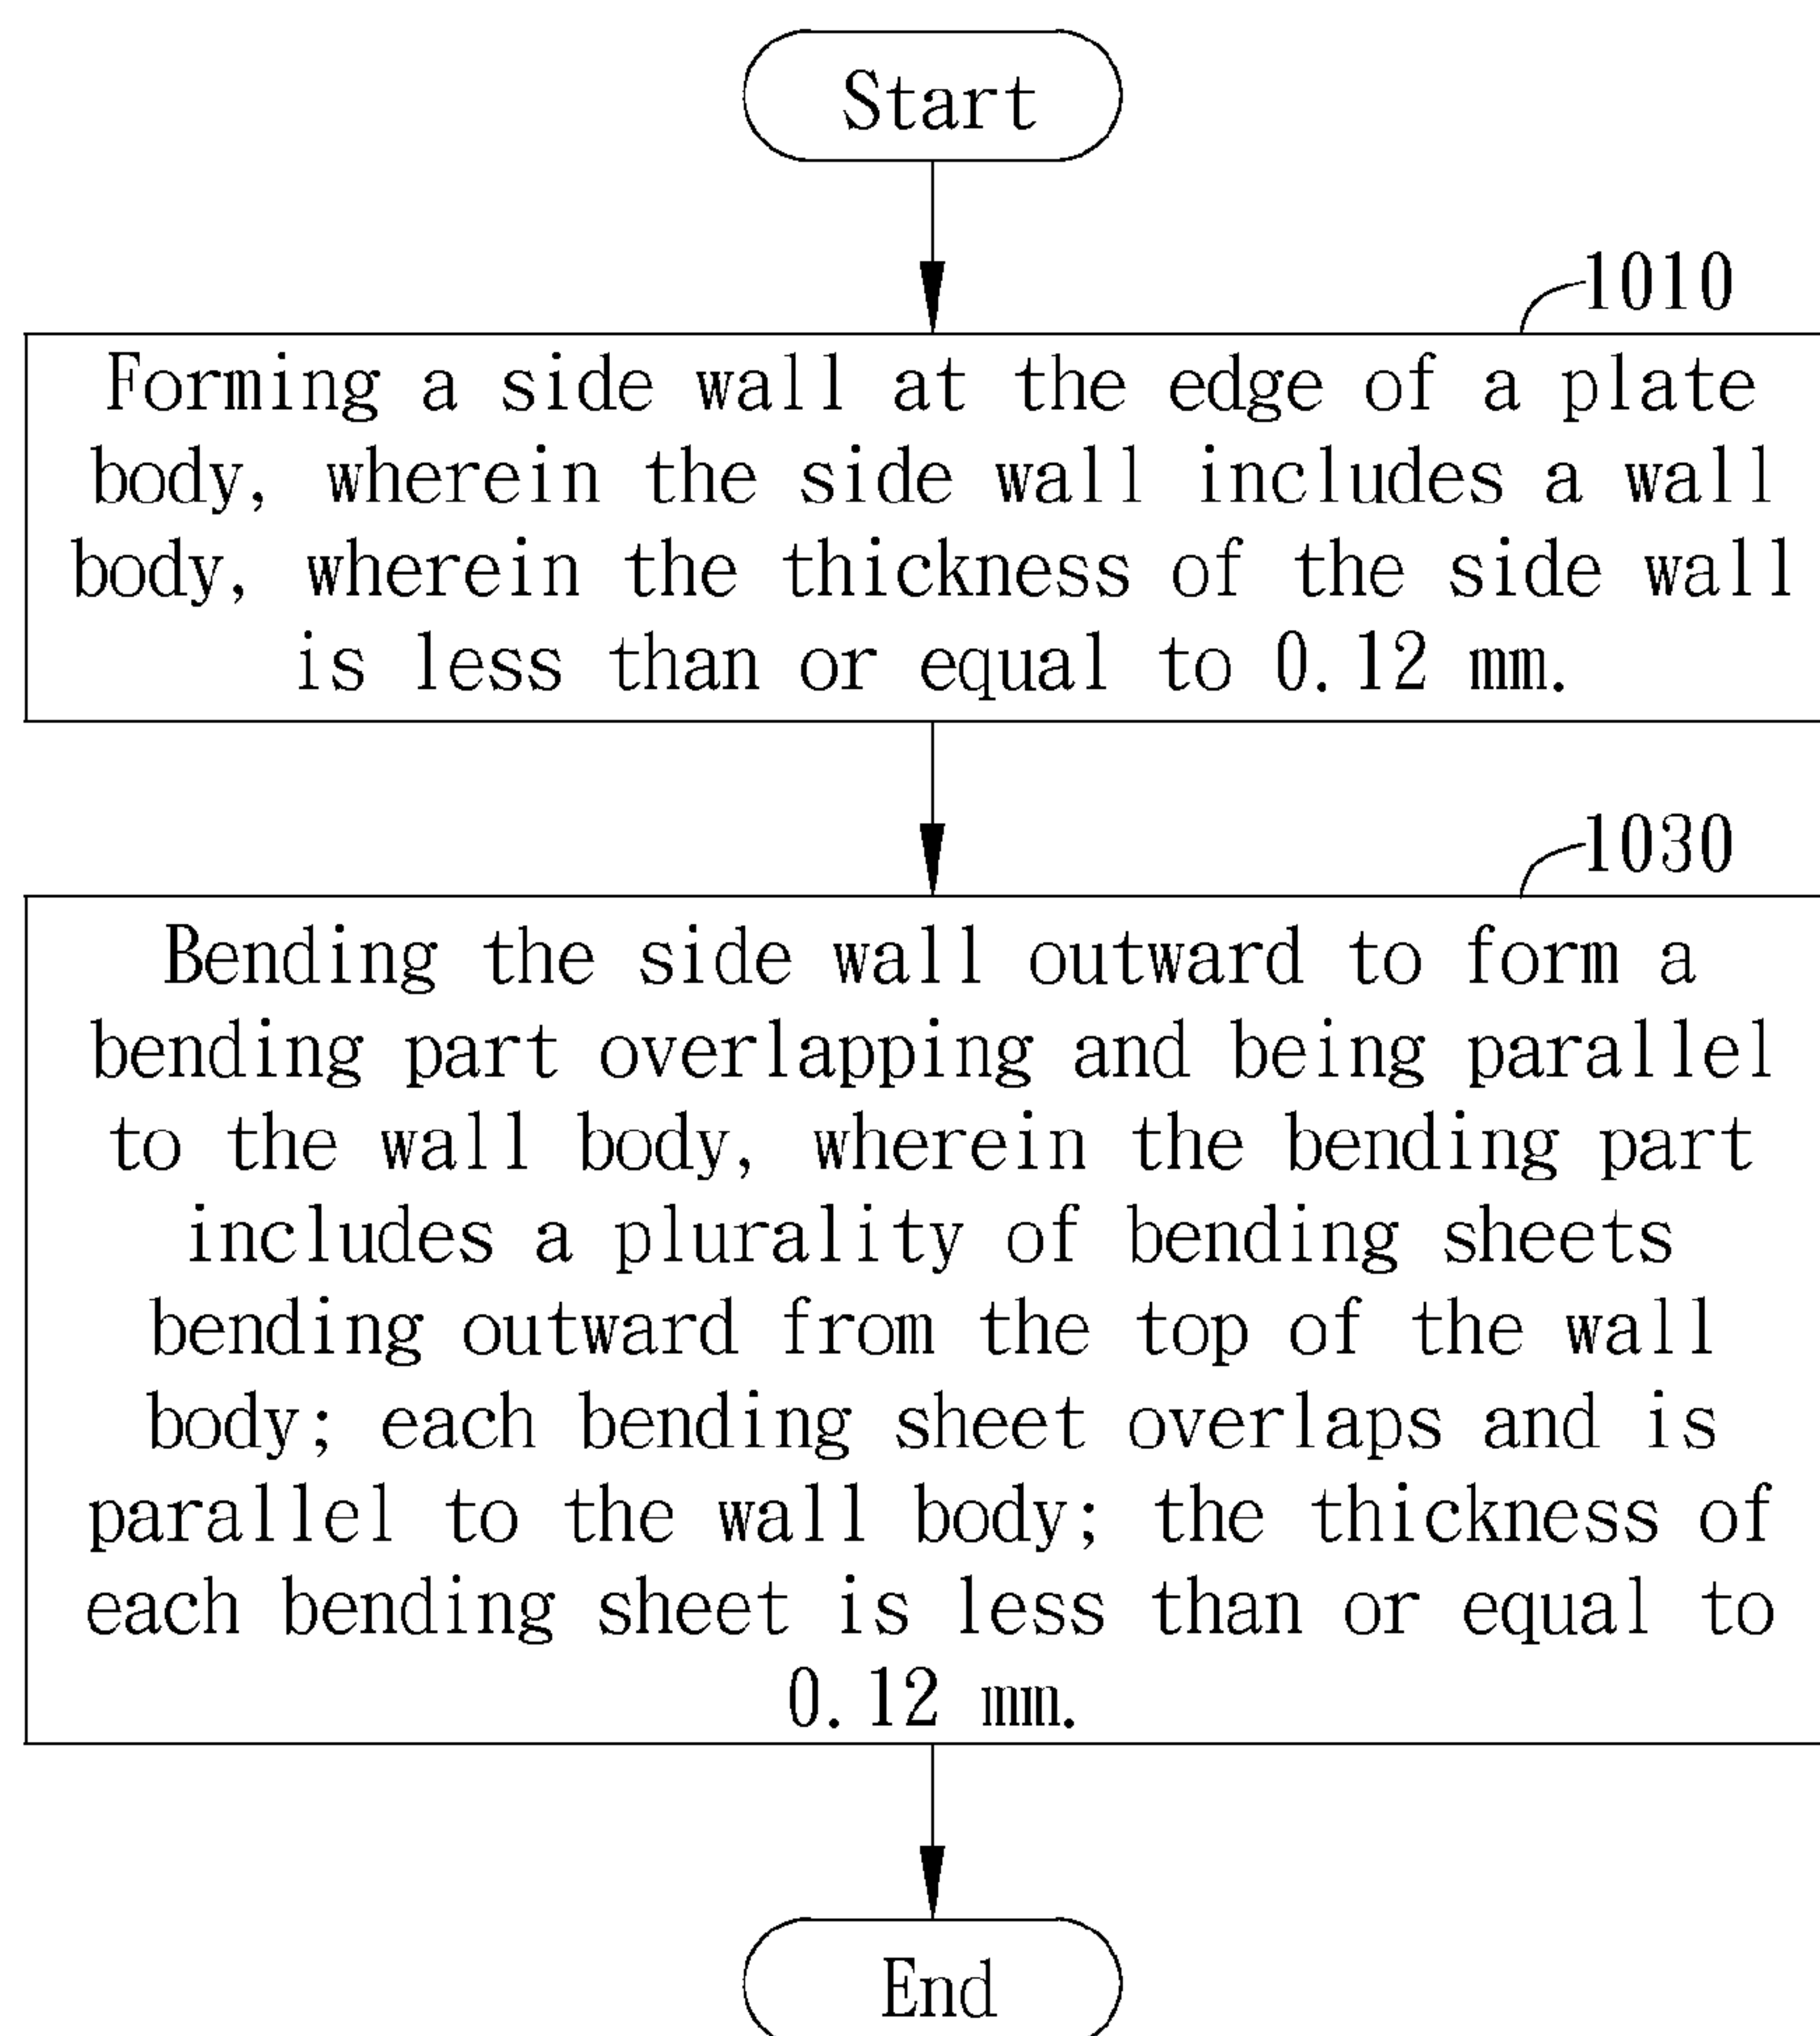 Start
1010
Forming a side wall at the edge of a plate
body, wherein the side wall includes a wall
body, wherein the thickness of the side wall
is less than or equal to 0.12 mm.
1030
Bending the side wall outward to form a
bending part overlapping and being parallel
to the wall body, wherein the bending part
includes a plurality of bending sheets
bending outward from the top of the wall
body; each bending sheet overlaps and is
parallel to the wall body; the thickness of
each bending sheet is less than or equal to
0.12 mm.
End